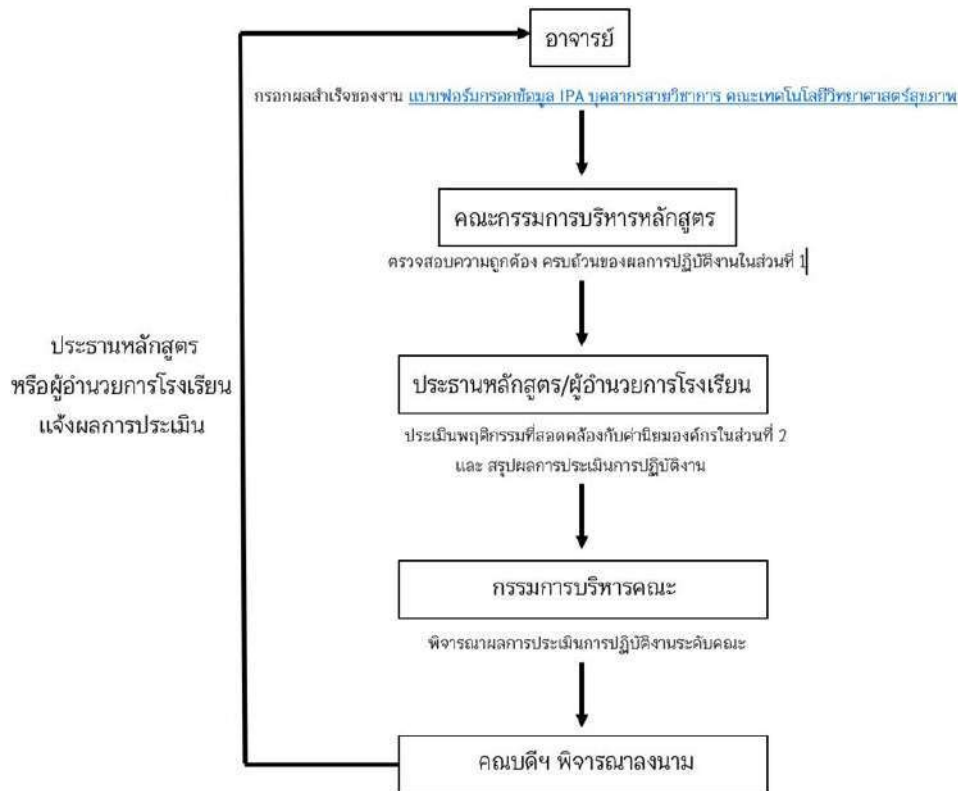 อาจารย์
กรอกผลสำเร็จของงาน แบบฟอร์มกรอกข้อมูล IPA บุคลากรสายวิชาการ คณะเทคโนโลยีวิทยาศาสตร์สุขภาพ
คณะกรรมการบริหารหลักสูตร
ตรวจสอบความถูกต้อง ครบถ้วนของผลการปฏิบัติงานในส่วนที่ 1
ประธานหลักสูตร/ผู้อำนวยการโรงเรียน
ประเมินพฤติกรรมที่สอดคล้องกับค่านิยมองค์กรในส่วนที่ 2
และ สรุปผลการประเมินการปฏิบัติงาน
กรรมการบริหารคณะ
พิจารณาผลการประเมินการปฏิบัติงานระดับคณะ
คณบดีฯ พิจารณาลงนาม
ประธานหลักสูตร
หรือผู้อำนวยการโรงเรียน
แจ้งผลการประเมิน